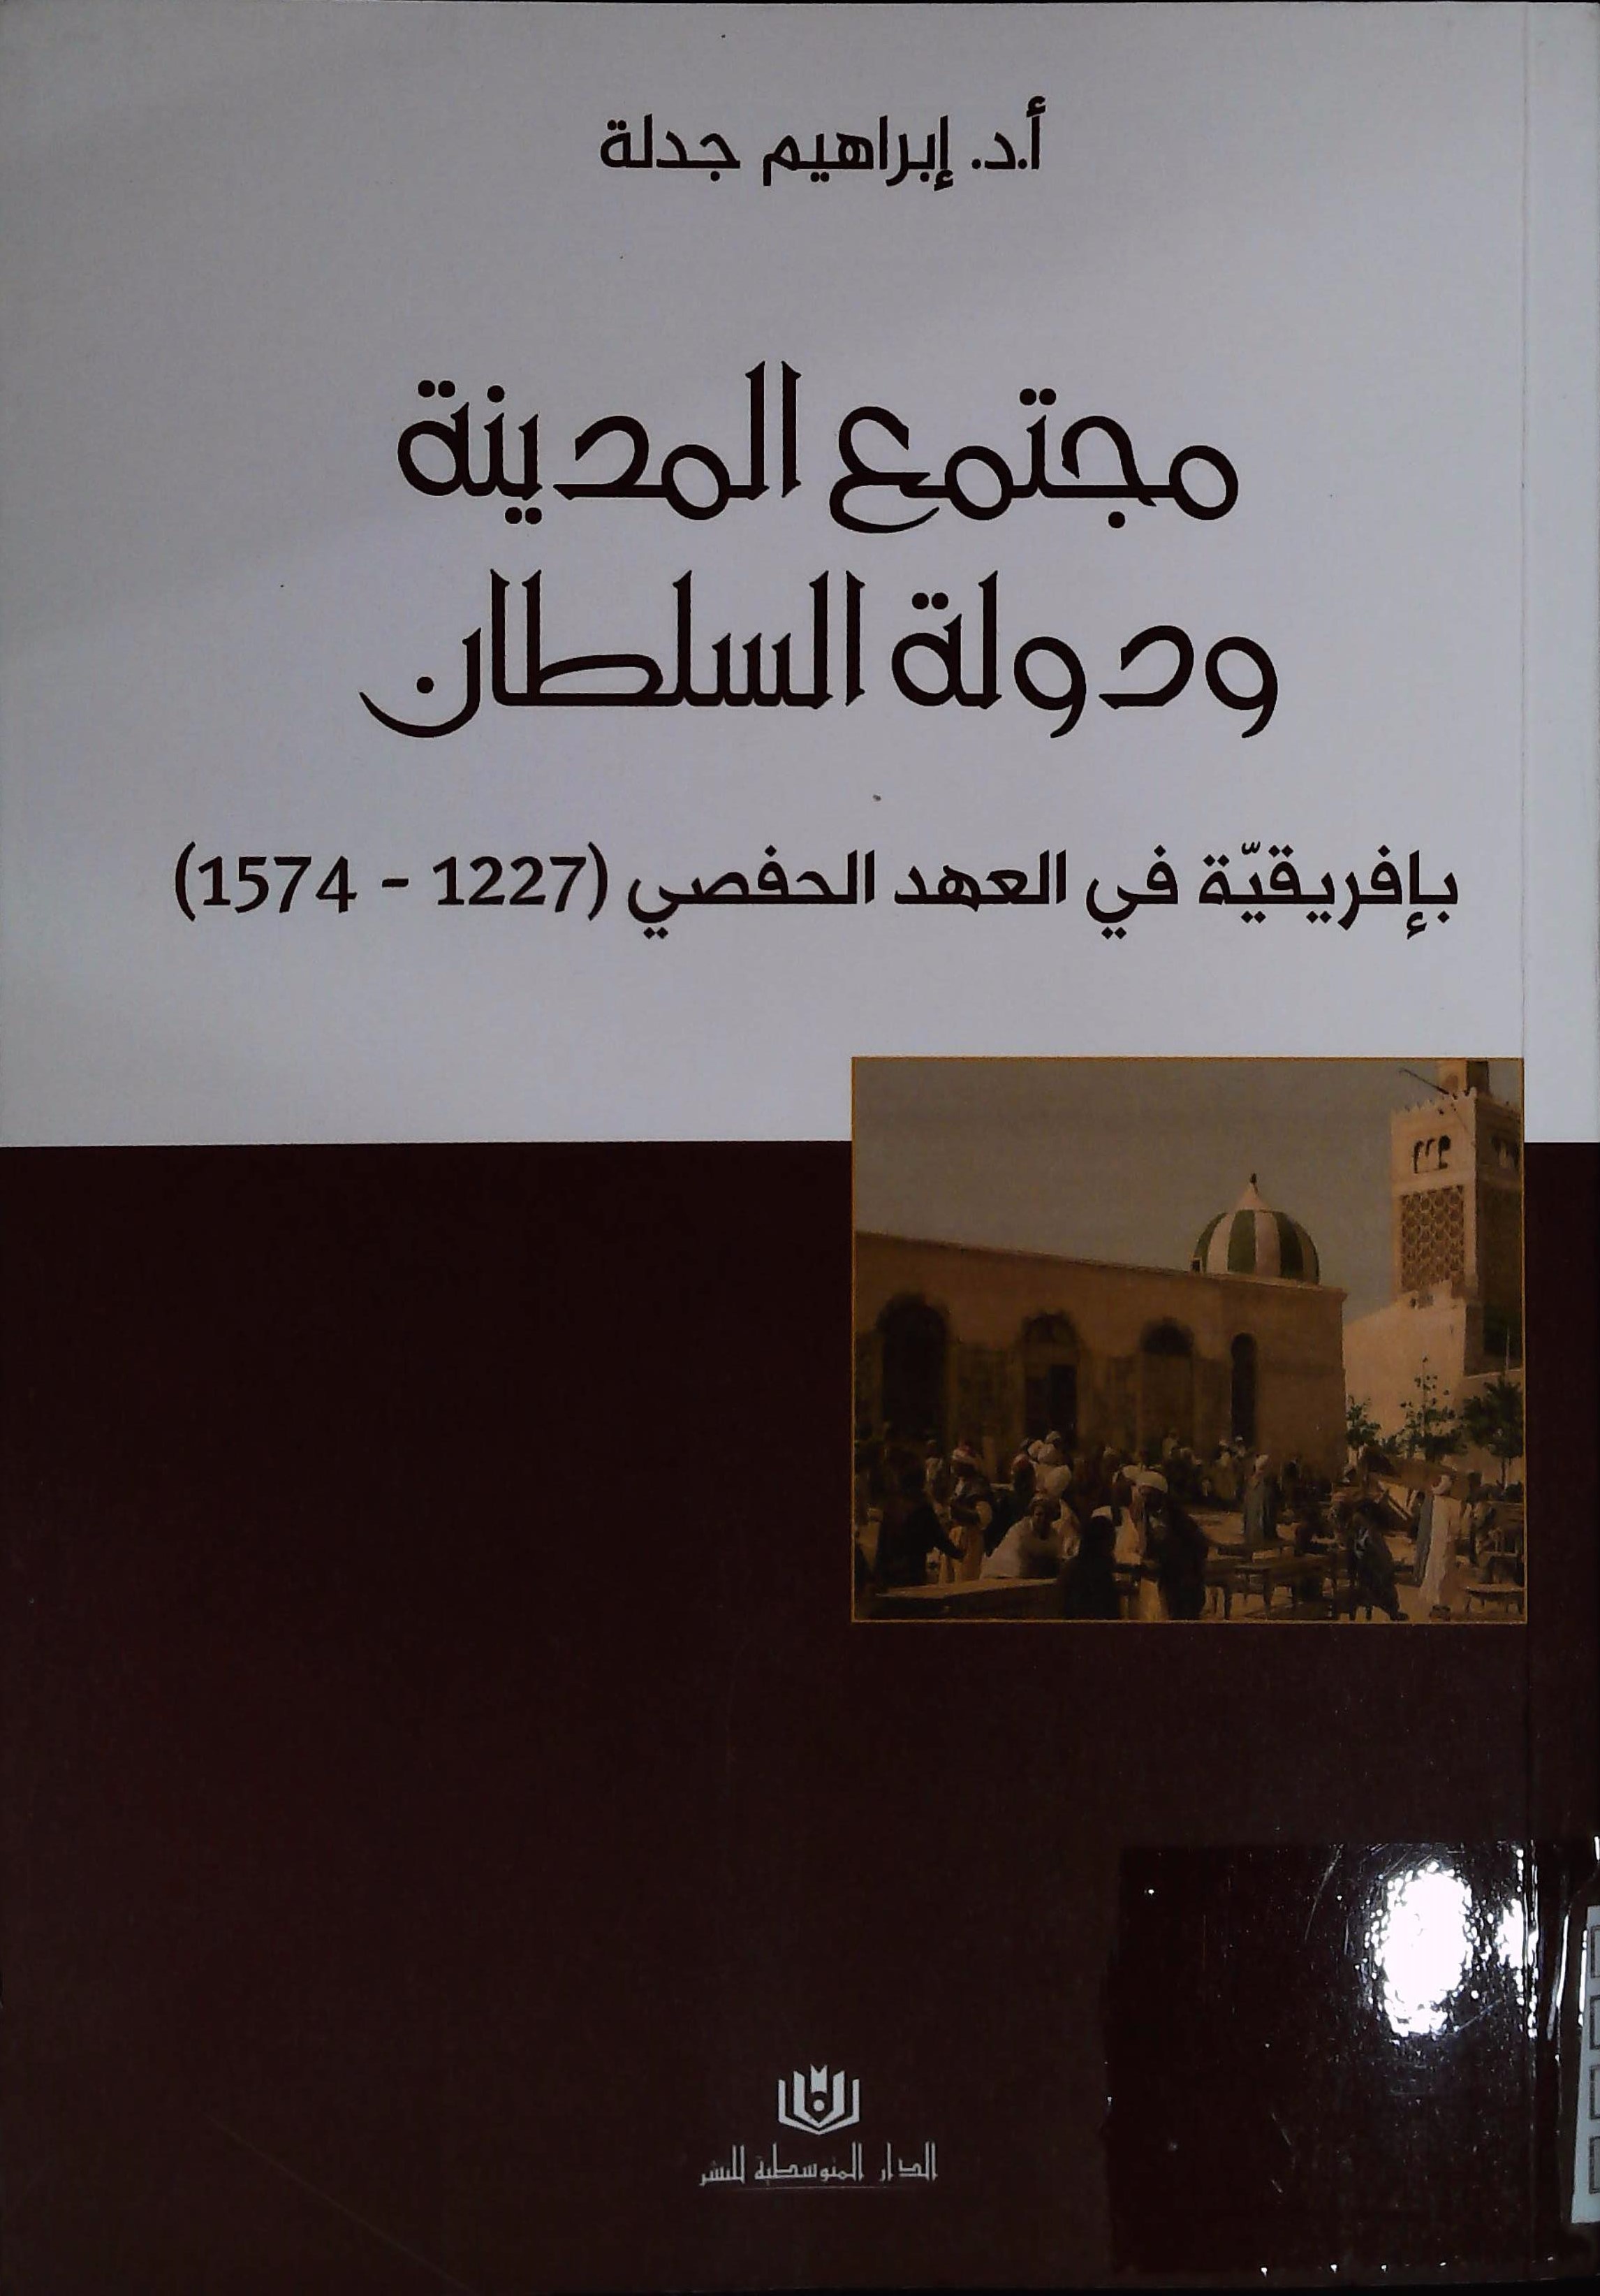 أ.د. إبراهيم جدلة
مجتمع المدينة
ودولة السلطان
بإفريقيّة في العهد الحفصي (1227 - 1574)
الدار المتوسطية للنشر